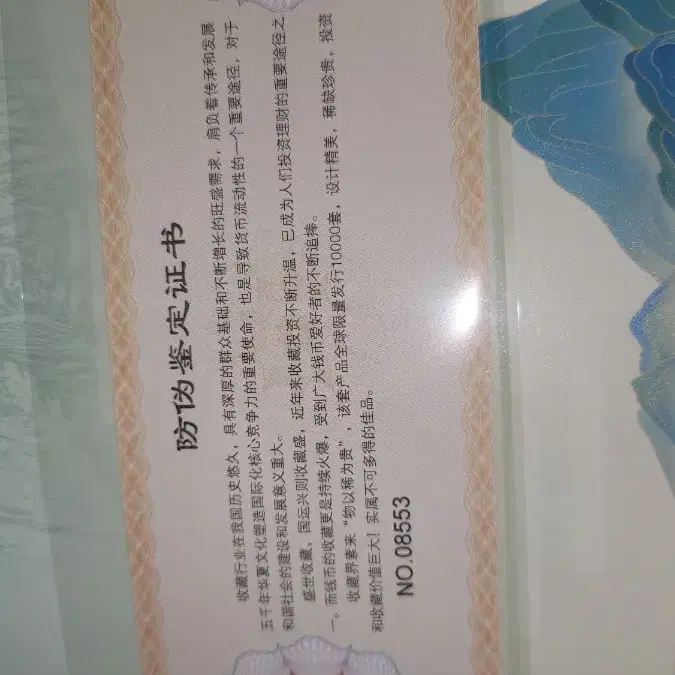 防伪鉴定证书
收藏行业在我国历史悠久，具有深厚的群众基础和不断增长的旺盛需求，肩负着传承和发展
五千年华夏文化塑造国际化核心竞争力的重要使命，也是导致货币流动性的一个重要途径，对于
和谐社会的建设和发展意义重大。
盛世收藏，国运兴则收藏盛，近年来收藏投资不断升温，已成为人们投资理财的重要途径之
一。而钱币的收藏更是持续火爆，受到广大钱币爱好者的不断追捧。
收藏界素来“物以稀为贵”，该套产品全球限量发行10000套，设计精美，稀缺珍贵，投资
和收藏价值巨大！实属不可多得的佳品。
NO.08553